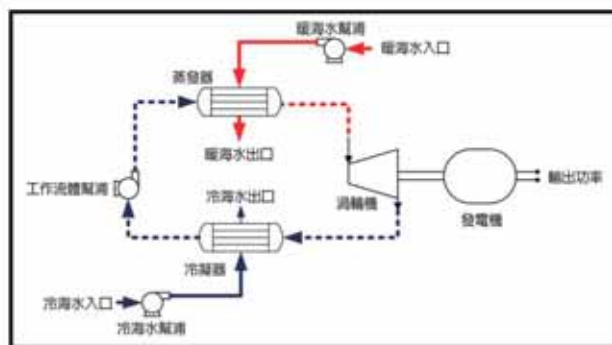 暖海水幫浦
暖海水入口
蒸發器
暖海水出口
工作流體幫浦
冷海水出口
渦輪機
發電機
輸出功率
冷凝器
冷海水入口
冷海水幫浦